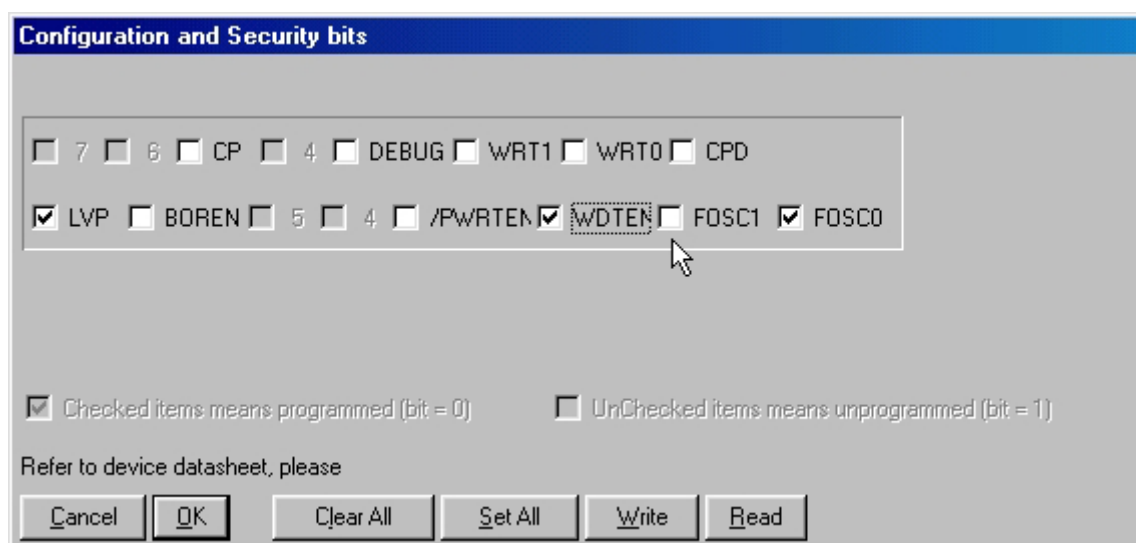 Configuration and Security bits
7 6 CP 4 DEBUG WRT1 WRT0 CPD
LVP BOREN 5 4 /PWRTEN WDTEN FOSC1 FOSC0
Checked items means programmed (bit = 0) UnChecked items means unprogrammed (bit = 1)
Refer to device datasheet, please
Cancel OK Clear All Set All Write Read